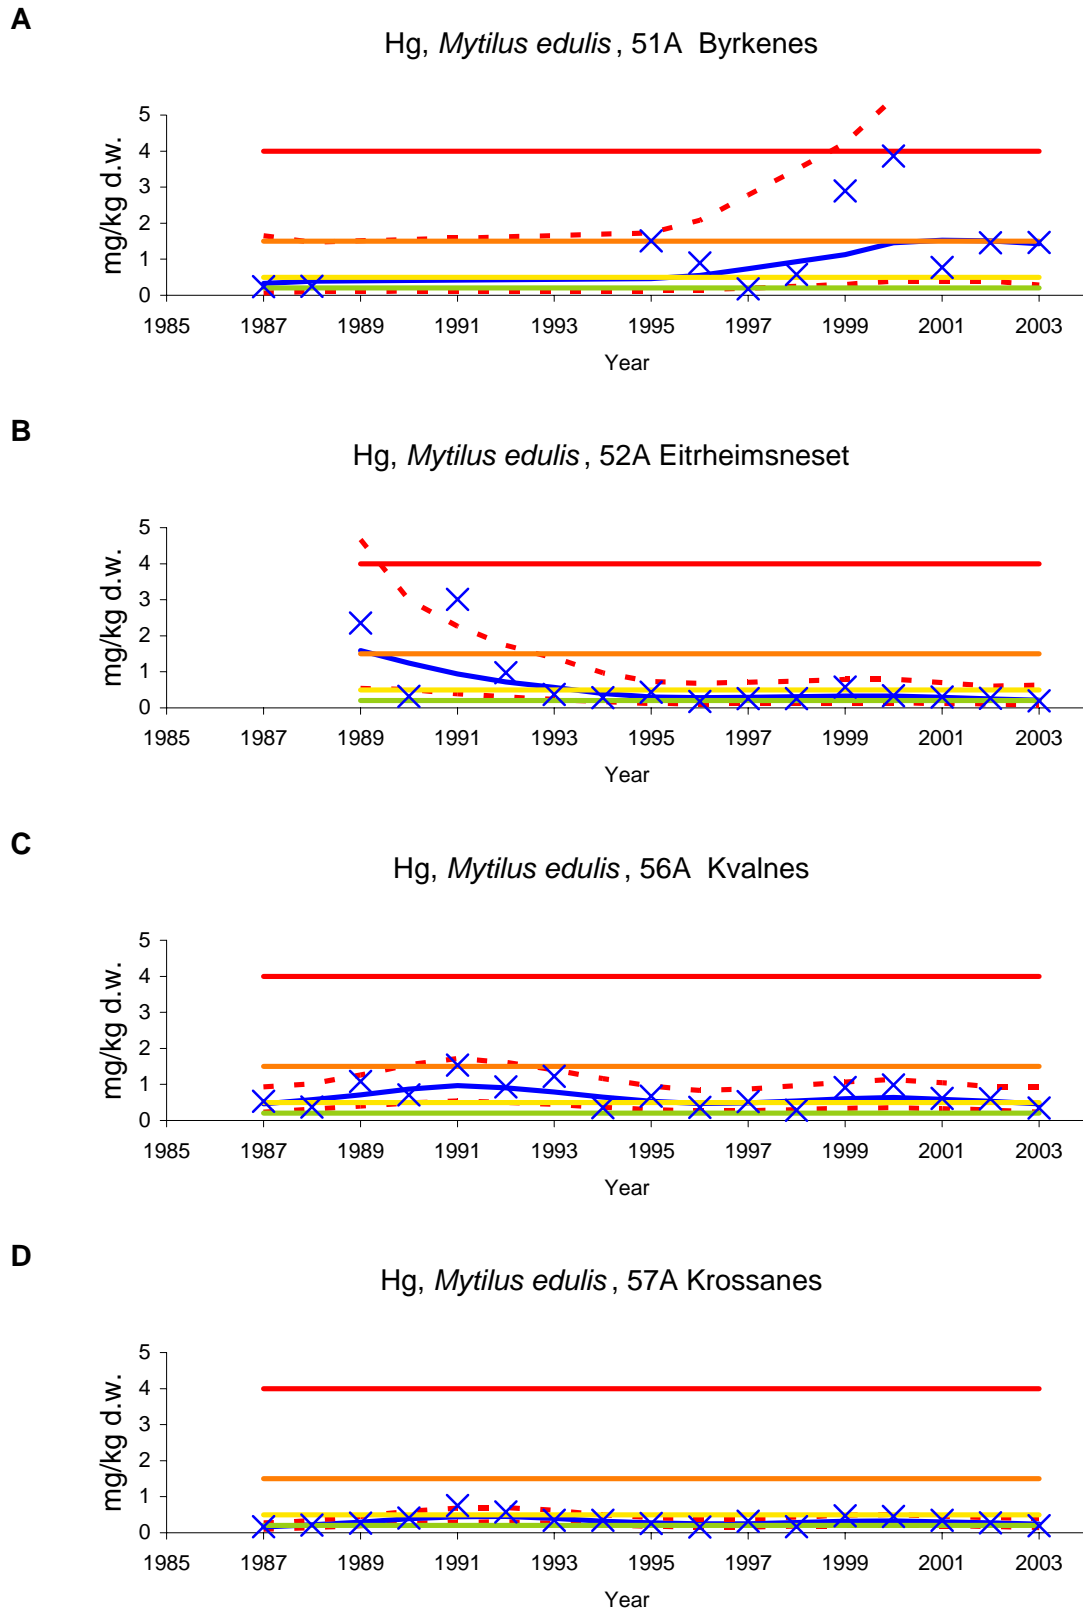 A
Hg, Mytilus edulis, 51A Byrkenes
5
4
3
2
1
0
mg/kg d.w.
1985 1987 1989 1991 1993 1995 1997 1999 2001 2003
Year
B
Hg, Mytilus edulis, 52A Eitrheimsneset
5
4
3
2
1
0
mg/kg d.w.
1985 1987 1989 1991 1993 1995 1997 1999 2001 2003
Year
C
Hg, Mytilus edulis, 56A Kvalnes
5
4
3
2
1
0
mg/kg d.w.
1985 1987 1989 1991 1993 1995 1997 1999 2001 2003
Year
D
Hg, Mytilus edulis, 57A Krossanes
5
4
3
2
1
0
mg/kg d.w.
1985 1987 1989 1991 1993 1995 1997 1999 2001 2003
Year